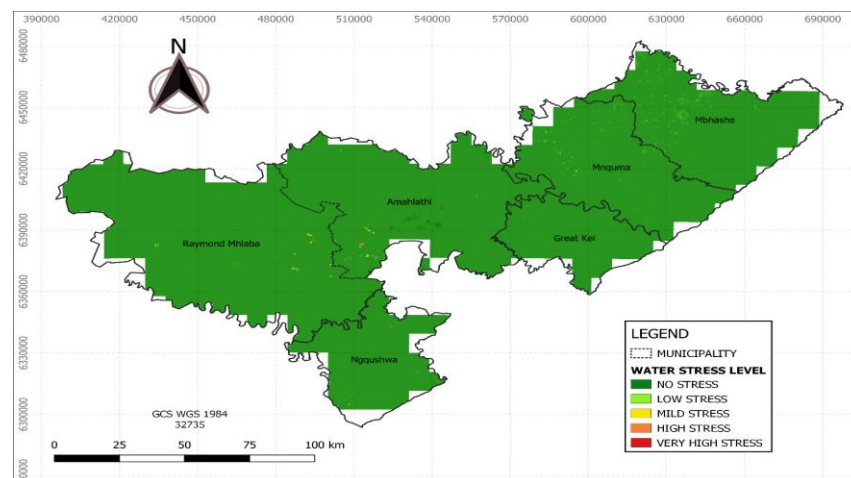 390000 420000 450000 480000 510000 540000 570000 600000 630000 660000 690000
6480000
6450000
6420000
6390000
6360000
6330000
6300000
N
Mbhashe
Mnquma
Amahlathi
Raymond Mhlaba
Great Kei
Ngqushwa
GCS WGS 1984
32735
0 25 50 75 100 km
LEGEND
MUNICIPALITY
WATER STRESS LEVEL
NO STRESS
LOW STRESS
MILD STRESS
HIGH STRESS
VERY HIGH STRESS